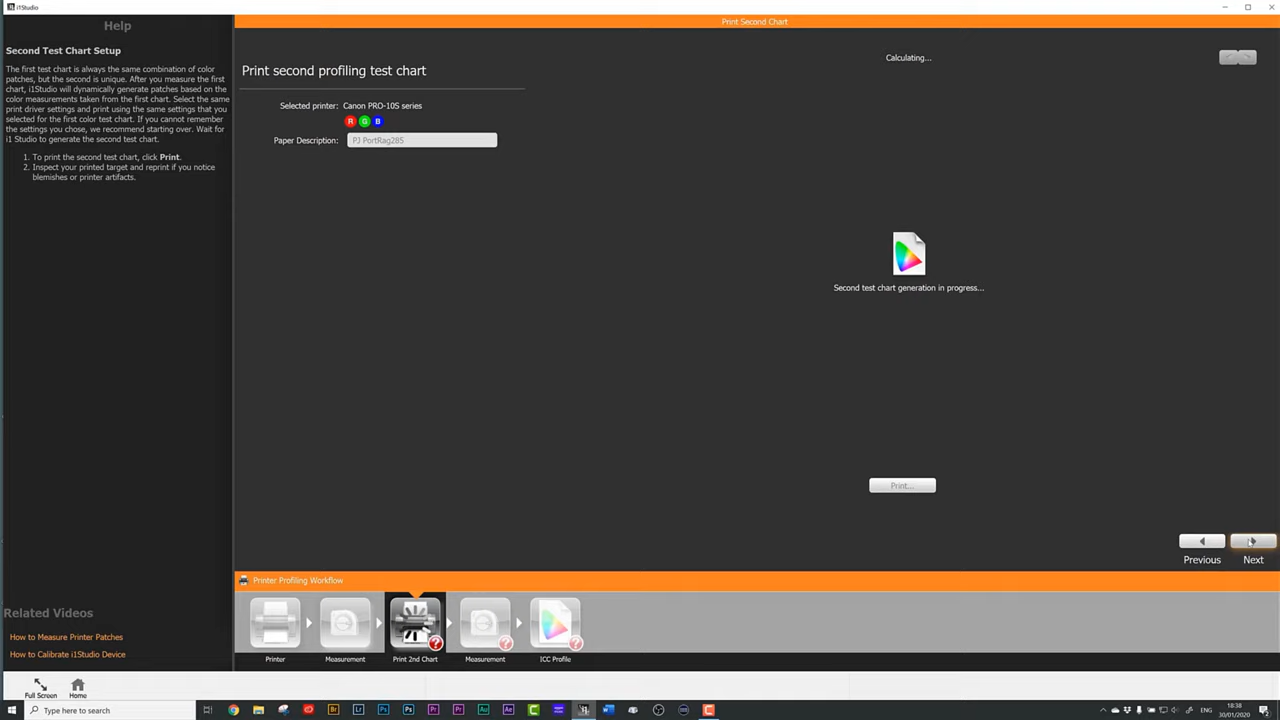 i1Studio
Help
Print Second Chart
Second Test Chart Setup
The first test chart is always the same combination of color
patches, but the second is unique. After you measure the first
chart, i1Studio will dynamically generate patches based on the
color measurements taken from the first chart. Select the same
print driver settings and print using the same settings that you
selected for the first color test chart. If you cannot remember
the settings you chose, we recommend starting over. Wait for
i1 Studio to generate the second test chart.
1. To print the second test chart, click Print.
2. Inspect your printed target and reprint if you notice
blemishes or printer artifacts.
Print second profiling test chart
Selected printer: Canon PRO-10S series
R G B
Paper Description: PJ PortRag285
Calculating...
Second test chart generation in progress...
Print...
Previous Next
Printer Profiling Workflow
Printer Measurement Print 2nd Chart Measurement ICC Profile
Related Videos
How to Measure Printer Patches
How to Calibrate i1Studio Device
Full Screen Home
Type here to search
ENG
18:38
30/01/2020